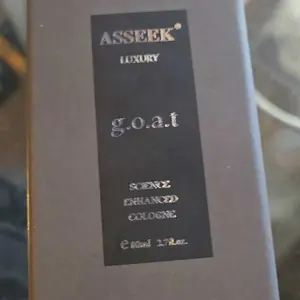 ASSEEK®
LUXURY
g.o.a.t
SCIENCE
ENHANCED
COLOGNE
℮ 80ml 2.7fl.oz.